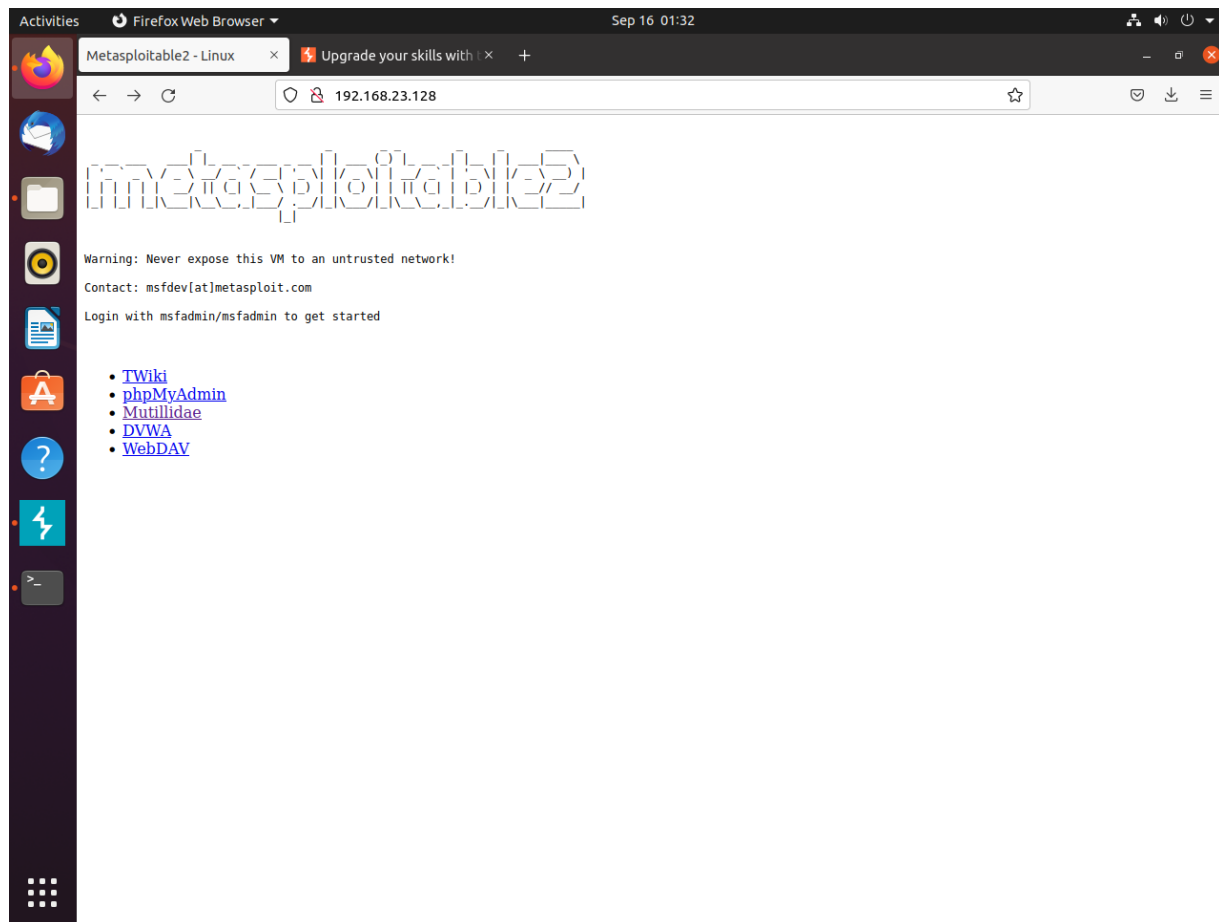 Activities Firefox Web Browser Sep 16 01:32
Metasploitable2 - Linux Upgrade your skills with
192.168.23.128
metasploitable2
Warning: Never expose this VM to an untrusted network!
Contact: msfdev[at]metasploit.com
Login with msfadmin/msfadmin to get started
TWiki
phpMyAdmin
Mutillidae
DVWA
WebDAV